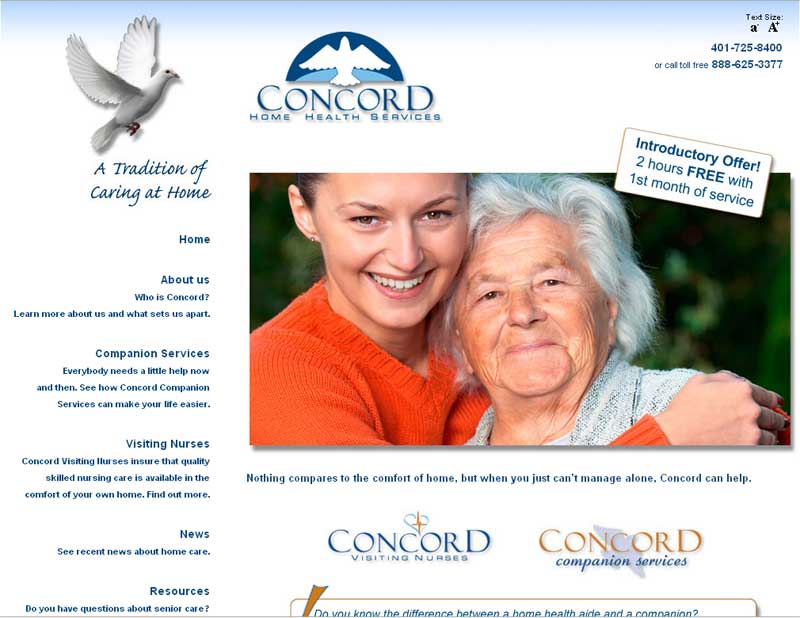 Text Size:
a- A+
401-725-8400
or call toll free 888-625-3377
CONCORD
HOME HEALTH SERVICES
A Tradition of
Caring at Home
Introductory Offer!
2 hours FREE with
1st month of service
Home
About us
Who is Concord?
Learn more about us and what sets us apart.
Companion Services
Everybody needs a little help now
and then. See how Concord Companion
Services can make your life easier.
Visiting Nurses
Concord Visiting Nurses insure that quality
skilled nursing care is available in the
comfort of your own home. Find out more.
News
See recent news about home care.
Resources
Do you have questions about senior care?
Nothing compares to the comfort of home, but when you just can't manage alone, Concord can help.
CONCORD
VISITING NURSES
CONCORD
companion services
Do you know the difference between a home health aide and a companion?